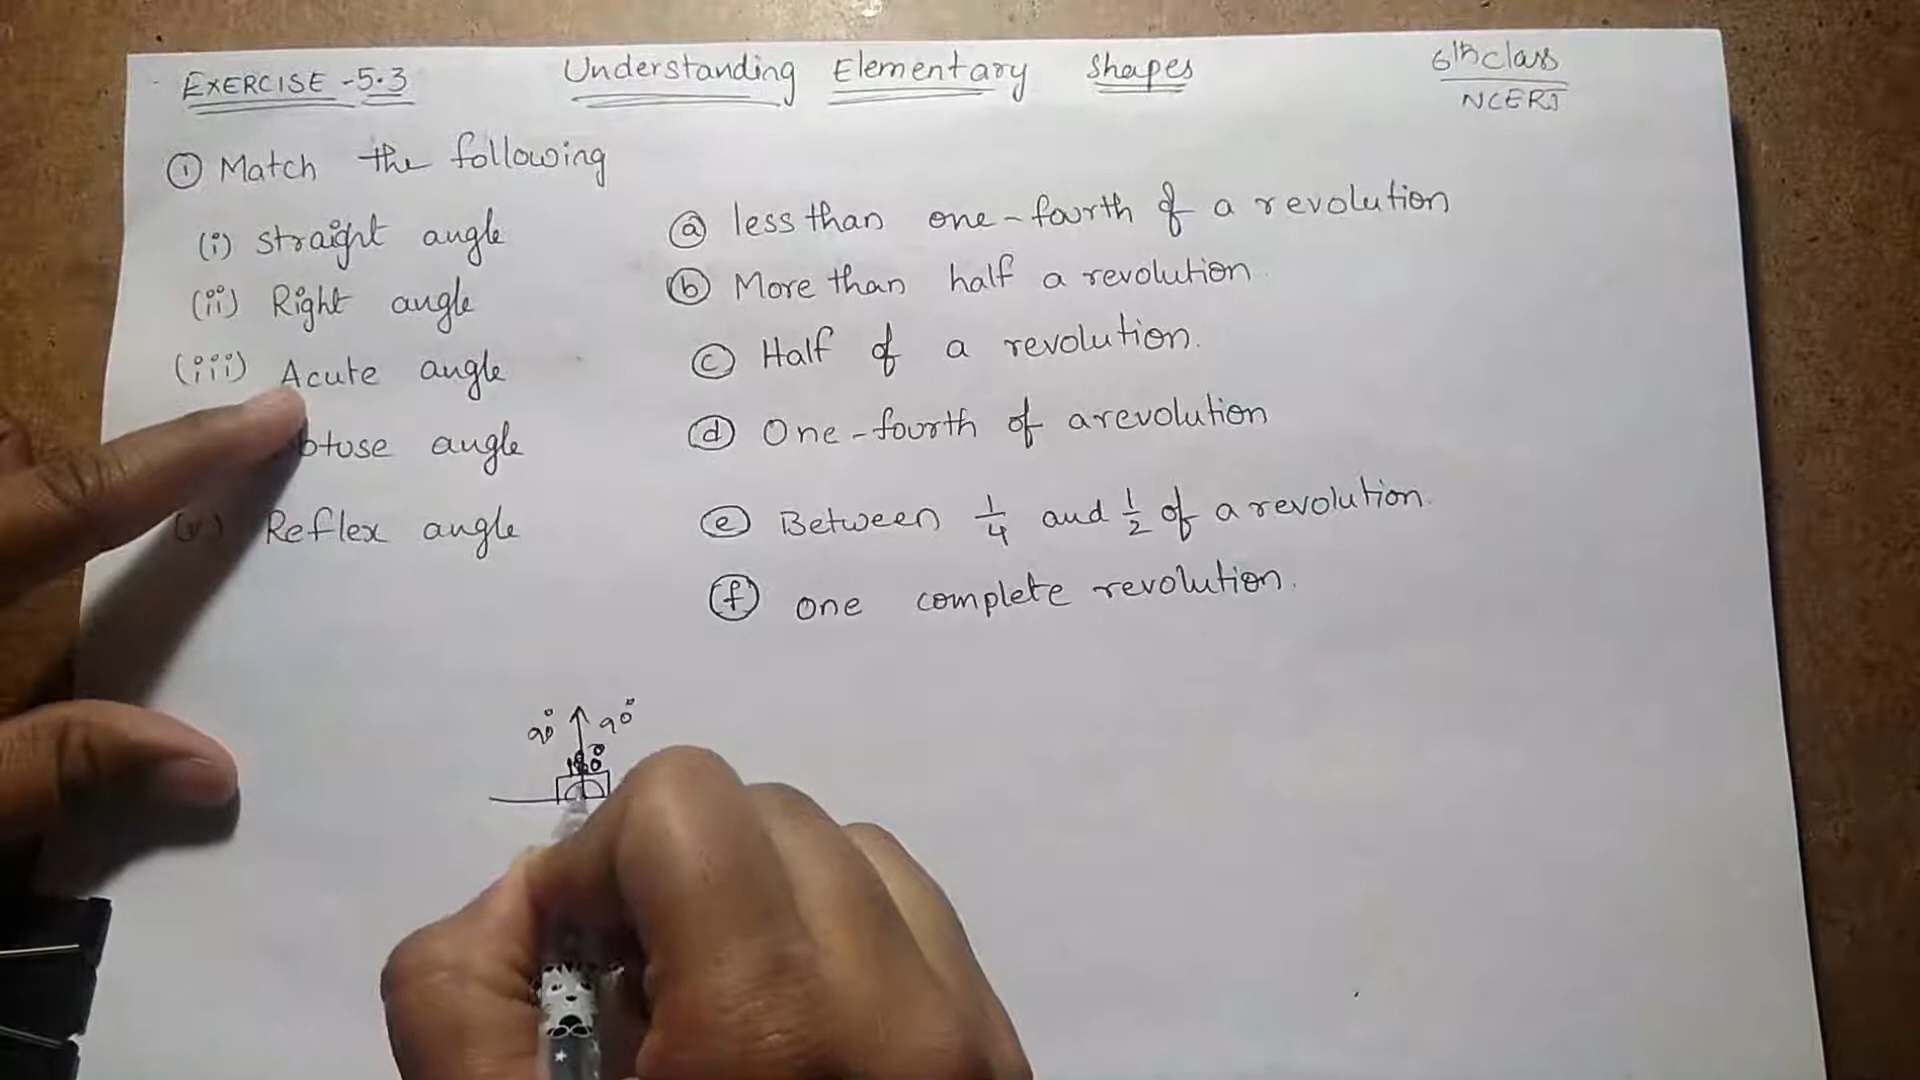 EXERCISE -5.3 Understanding Elementary Shapes 6th class
NCERT
① Match the following
(i) straight angle ⓐ less than one-fourth of a revolution
(ii) Right angle ⓑ More than half a revolution.
(iii) Acute angle ⓒ Half of a revolution.
btuse angle ⓓ One-fourth of a revolution
(v) Reflex angle ⓔ Between 1/4 and 1/2 of a revolution.
ⓕ one complete revolution.
90° 90°
180°